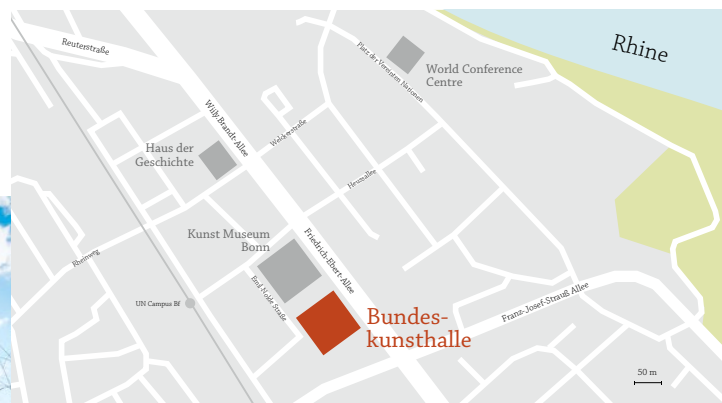 Reuterstraße
Rhine
Platz der Vereinten Nationen
World Conference
Centre
Willy-Brandt-Allee
Welckerstraße
Haus der
Geschichte
Heussallee
Kunst Museum
Bonn
Friedrich-Ebert-Allee
Rheinweg
Emil-Nolde-Straße
UN Campus Bf
Franz-Josef-Strauß Allee
Bundes-
kunsthalle
50 m